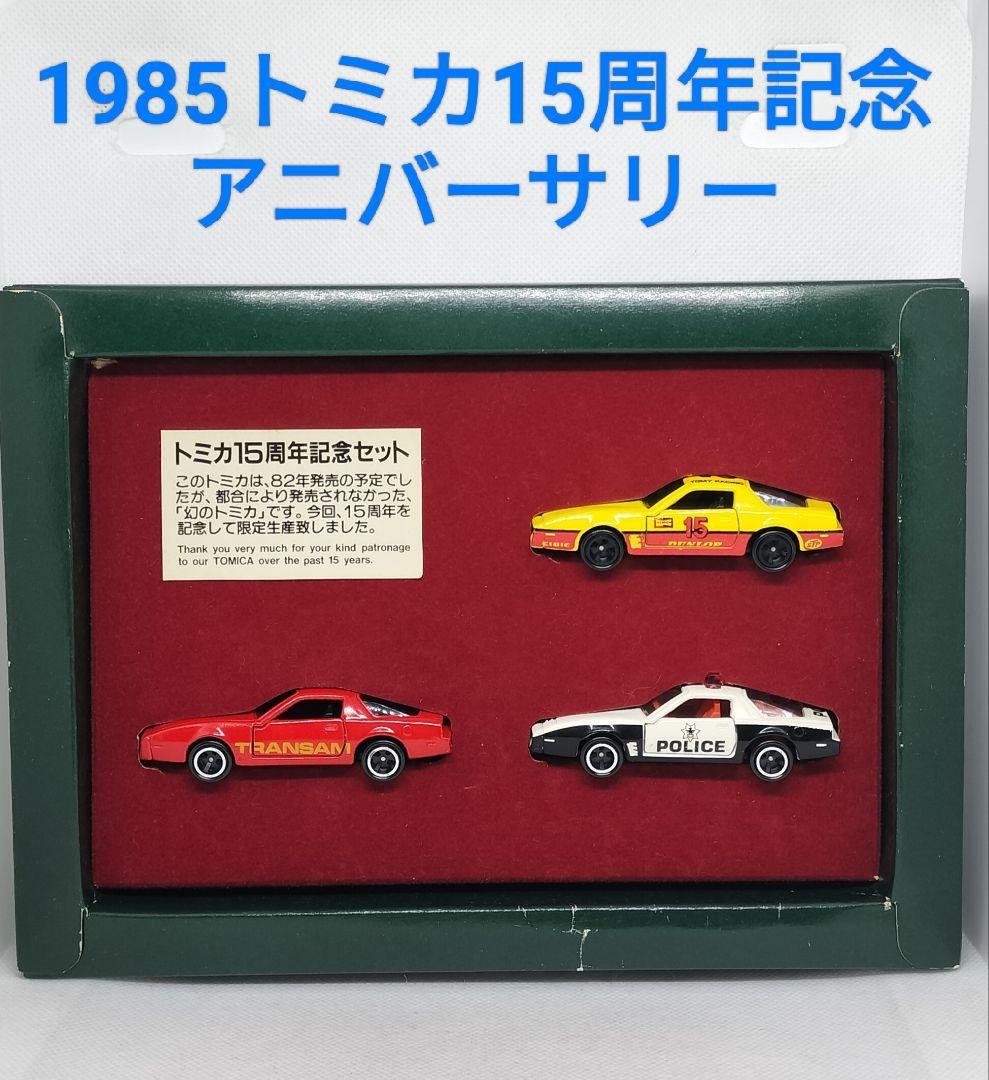 1985トミカ15周年記念
アニバーサリー
トミカ15周年記念セット
このトミカは、82年発売の予定でし
たが、都合により発売されなかった、
「幻のトミカ」です。今回、15周年を
記念して限定生産致しました。
Thank you very much for your kind patronage
to our TOMICA over the past 15 years.
TOMY RACING
15
DUNLOP
STP
TRANSAM
POLICE